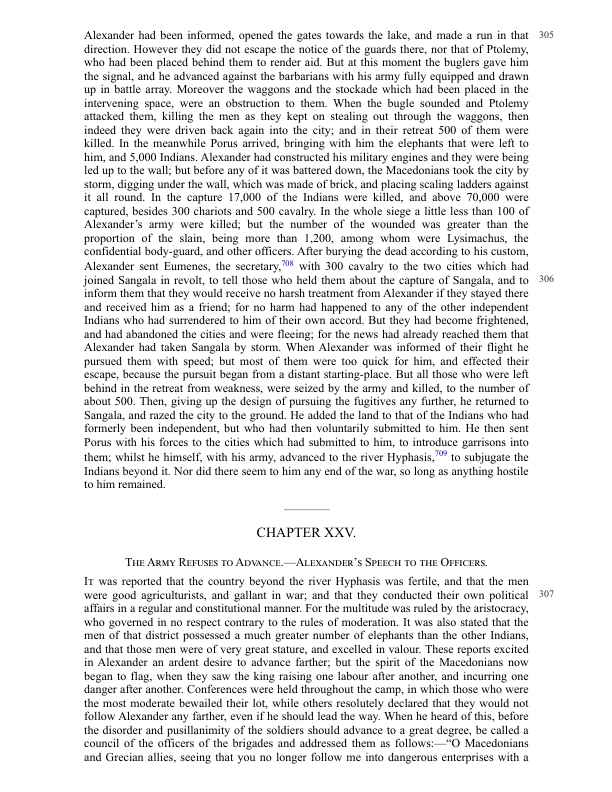 Alexander had been informed, opened the gates towards the lake, and made a run in that 305
direction. However they did not escape the notice of the guards there, nor that of Ptolemy,
who had been placed behind them to render aid. But at this moment the buglers gave him
the signal, and he advanced against the barbarians with his army fully equipped and drawn
up in battle array. Moreover the waggons and the stockade which had been placed in the
intervening space, were an obstruction to them. When the bugle sounded and Ptolemy
attacked them, killing the men as they kept on stealing out through the waggons, then
indeed they were driven back again into the city; and in their retreat 500 of them were
killed. In the meanwhile Porus arrived, bringing with him the elephants that were left to
him, and 5,000 Indians. Alexander had constructed his military engines and they were being
led up to the wall; but before any of it was battered down, the Macedonians took the city by
storm, digging under the wall, which was made of brick, and placing scaling ladders against
it all round. In the capture 17,000 of the Indians were killed, and above 70,000 were
captured, besides 300 chariots and 500 cavalry. In the whole siege a little less than 100 of
Alexander’s army were killed; but the number of the wounded was greater than the
proportion of the slain, being more than 1,200, among whom were Lysimachus, the
confidential body-guard, and other officers. After burying the dead according to his custom,
Alexander sent Eumenes, the secretary,708 with 300 cavalry to the two cities which had
joined Sangala in revolt, to tell those who held them about the capture of Sangala, and to 306
inform them that they would receive no harsh treatment from Alexander if they stayed there
and received him as a friend; for no harm had happened to any of the other independent
Indians who had surrendered to him of their own accord. But they had become frightened,
and had abandoned the cities and were fleeing; for the news had already reached them that
Alexander had taken Sangala by storm. When Alexander was informed of their flight he
pursued them with speed; but most of them were too quick for him, and effected their
escape, because the pursuit began from a distant starting-place. But all those who were left
behind in the retreat from weakness, were seized by the army and killed, to the number of
about 500. Then, giving up the design of pursuing the fugitives any further, he returned to
Sangala, and razed the city to the ground. He added the land to that of the Indians who had
formerly been independent, but who had then voluntarily submitted to him. He then sent
Porus with his forces to the cities which had submitted to him, to introduce garrisons into
them; whilst he himself, with his army, advanced to the river Hyphasis,709 to subjugate the
Indians beyond it. Nor did there seem to him any end of the war, so long as anything hostile
to him remained.
CHAPTER XXV.
The Army Refuses to Advance.—Alexander’s Speech to the Officers.
It was reported that the country beyond the river Hyphasis was fertile, and that the men
were good agriculturists, and gallant in war; and that they conducted their own political 307
affairs in a regular and constitutional manner. For the multitude was ruled by the aristocracy,
who governed in no respect contrary to the rules of moderation. It was also stated that the
men of that district possessed a much greater number of elephants than the other Indians,
and that those men were of very great stature, and excelled in valour. These reports excited
in Alexander an ardent desire to advance farther; but the spirit of the Macedonians now
began to flag, when they saw the king raising one labour after another, and incurring one
danger after another. Conferences were held throughout the camp, in which those who were
the most moderate bewailed their lot, while others resolutely declared that they would not
follow Alexander any farther, even if he should lead the way. When he heard of this, before
the disorder and pusillanimity of the soldiers should advance to a great degree, be called a
council of the officers of the brigades and addressed them as follows:—“O Macedonians
and Grecian allies, seeing that you no longer follow me into dangerous enterprises with a